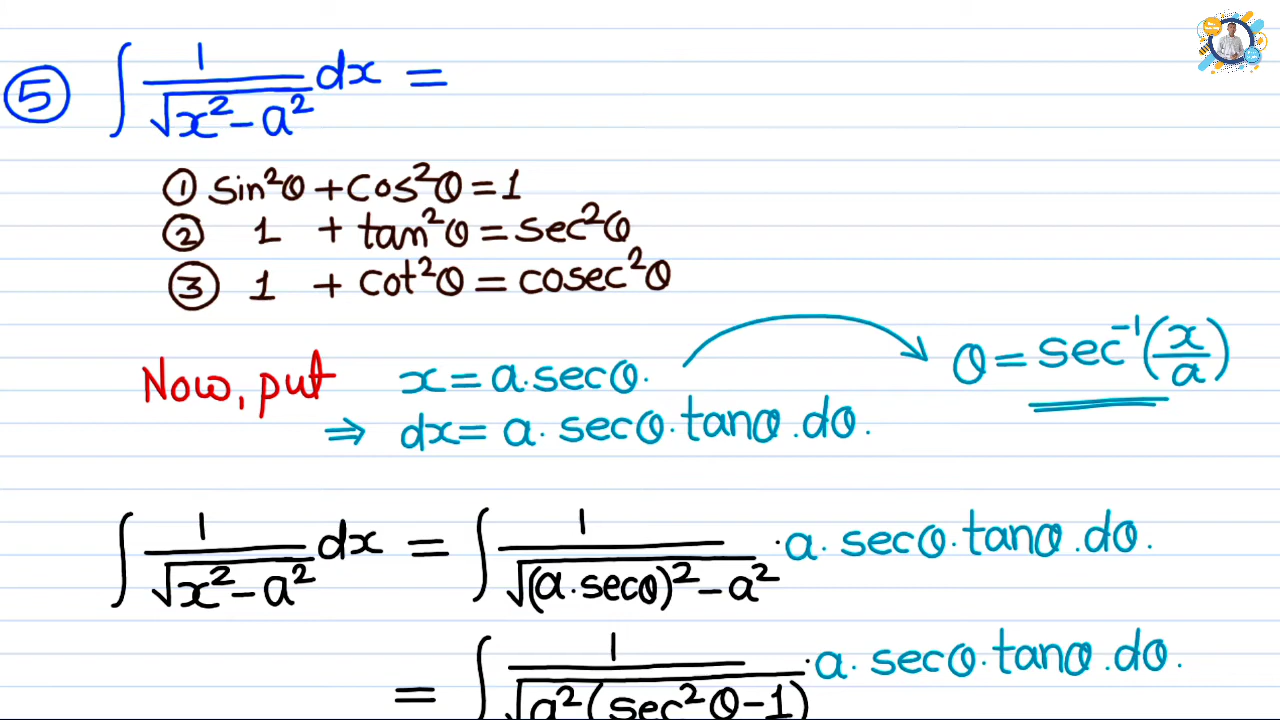 ⑤ ∫ 1/√(x²-a²) dx =
① sin²θ + cos²θ = 1
② 1 + tan²θ = sec²θ
③ 1 + cot²θ = cosec²θ
Now, put x = a·secθ. θ = sec⁻¹(x/a)
⇒ dx = a·secθ·tanθ.dθ.
∫ 1/√(x²-a²) dx = ∫ 1/√((a·secθ)²-a²) ·a·secθ·tanθ.dθ.
= ∫ 1/√(a²(sec²θ-1)) ·a·secθ·tanθ.dθ.